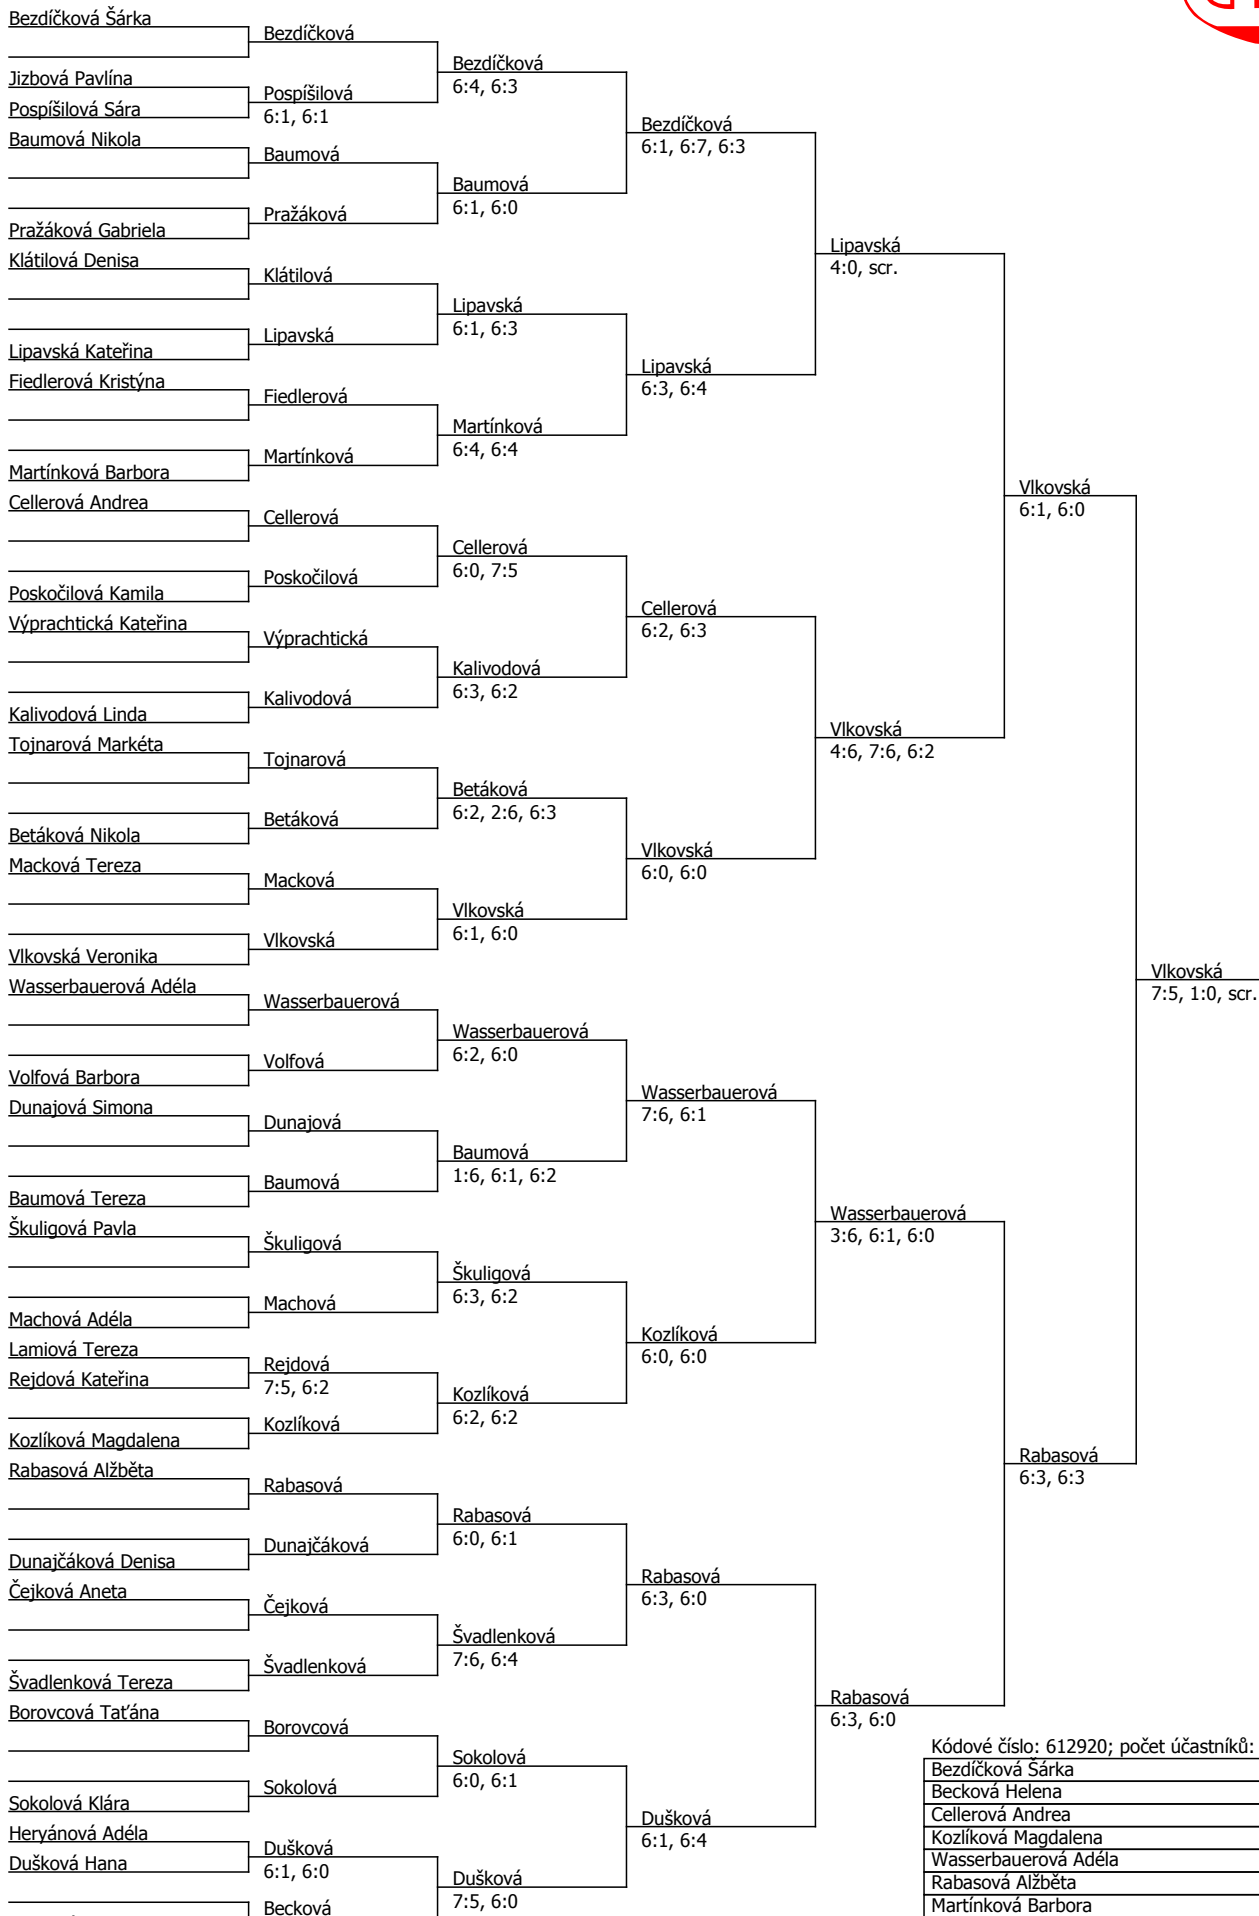 Bezdíčková Šárka
Jizbová Pavlína
Pospíšilová Sára
Baumová Nikola
Pražáková Gabriela
Klátilová Denisa
Lipavská Kateřina
Fiedlerová Kristýna
Martínková Barbora
Cellerová Andrea
Poskočilová Kamila
Výprachtická Kateřina
Kalivodová Linda
Tojnarová Markéta
Betáková Nikola
Macková Tereza
Vlkovská Veronika
Wasserbauerová Adéla
Volfová Barbora
Dunajová Simona
Baumová Tereza
Škuligová Pavla
Machová Adéla
Lamiová Tereza
Rejdová Kateřina
Kozlíková Magdalena
Rabasová Alžběta
Dunajčáková Denisa
Čejková Aneta
Švadlenková Tereza
Borovcová Taťána
Sokolová Klára
Heryánová Adéla
Dušková Hana
Bezdíčková
Pospíšilová
6:1, 6:1
Baumová
Pražáková
Klátilová
Lipavská
Fiedlerová
Martínková
Cellerová
Poskočilová
Výprachtická
Kalivodová
Tojnarová
Betáková
Macková
Vlkovská
Wasserbauerová
Volfová
Dunajová
Baumová
Škuligová
Machová
Rejdová
7:5, 6:2
Kozlíková
Rabasová
Dunajčáková
Čejková
Švadlenková
Borovcová
Sokolová
Dušková
6:1, 6:0
Becková
Bezdíčková
6:4, 6:3
Baumová
6:1, 6:0
Lipavská
6:1, 6:3
Martínková
6:4, 6:4
Cellerová
6:0, 7:5
Kalivodová
6:3, 6:2
Betáková
6:2, 2:6, 6:3
Vlkovská
6:1, 6:0
Wasserbauerová
6:2, 6:0
Baumová
1:6, 6:1, 6:2
Škuligová
6:3, 6:2
Kozlíková
6:2, 6:2
Rabasová
6:0, 6:1
Švadlenková
7:6, 6:4
Sokolová
6:0, 6:1
Dušková
7:5, 6:0
Bezdíčková
6:1, 6:7, 6:3
Lipavská
6:3, 6:4
Cellerová
6:2, 6:3
Vlkovská
6:0, 6:0
Wasserbauerová
7:6, 6:1
Kozlíková
6:0, 6:0
Rabasová
6:3, 6:0
Dušková
6:1, 6:4
Lipavská
4:0, scr.
Vlkovská
4:6, 7:6, 6:2
Wasserbauerová
3:6, 6:1, 6:0
Rabasová
6:3, 6:0
Vlkovská
6:1, 6:0
Rabasová
6:3, 6:3
Vlkovská
7:5, 1:0, scr.
Kódové číslo: 612920; počet účastníků:
Bezdíčková Šárka
Becková Helena
Cellerová Andrea
Kozlíková Magdalena
Wasserbauerová Adéla
Rabasová Alžběta
Martínková Barbora